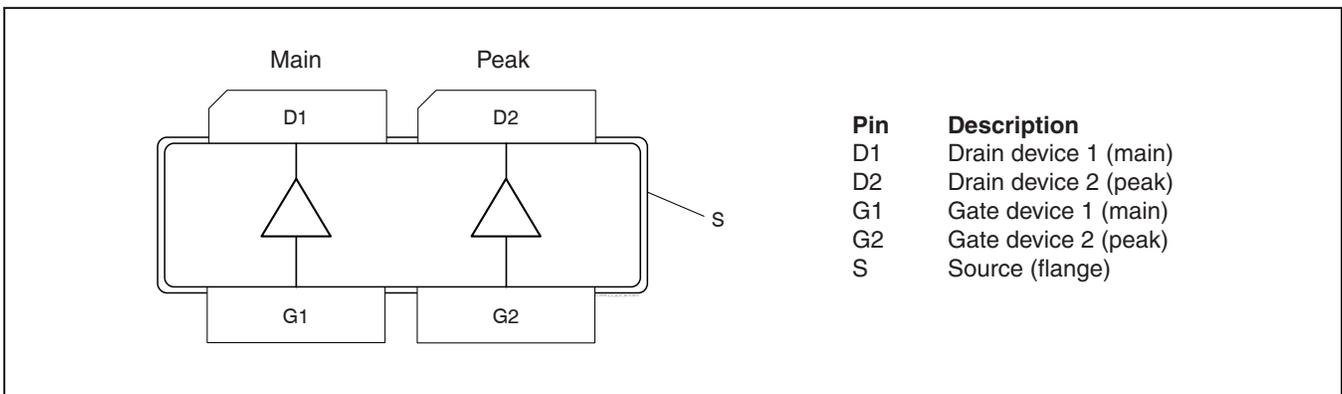 Main Peak
D1 D2
S
G1 G2
Pin Description
D1 Drain device 1 (main)
D2 Drain device 2 (peak)
G1 Gate device 1 (main)
G2 Gate device 2 (peak)
S Source (flange)